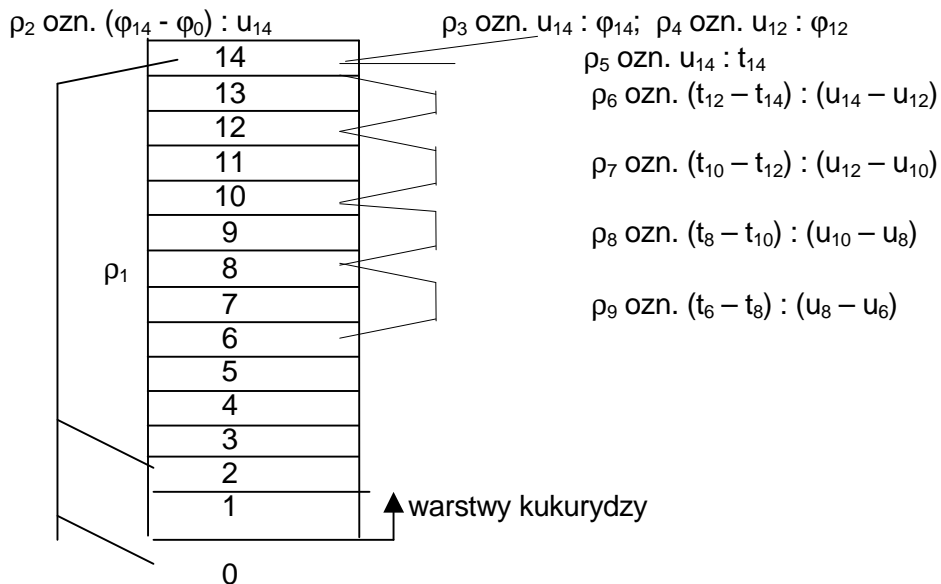 ρ₂ ozn. (φ₁₄ - φ₀) : u₁₄ ρ₃ ozn. u₁₄ : φ₁₄; ρ₄ ozn. u₁₂ : φ₁₂
14 ρ₅ ozn. u₁₄ : t₁₄
13 ρ₆ ozn. (t₁₂ – t₁₄) : (u₁₄ – u₁₂)
12
11 ρ₇ ozn. (t₁₀ – t₁₂) : (u₁₂ – u₁₀)
10
9 ρ₈ ozn. (t₈ – t₁₀) : (u₁₀ – u₈)
8
ρ₁
7 ρ₉ ozn. (t₆ – t₈) : (u₈ – u₆)
6
5
4
3
2
1 warstwy kukurydzy
0